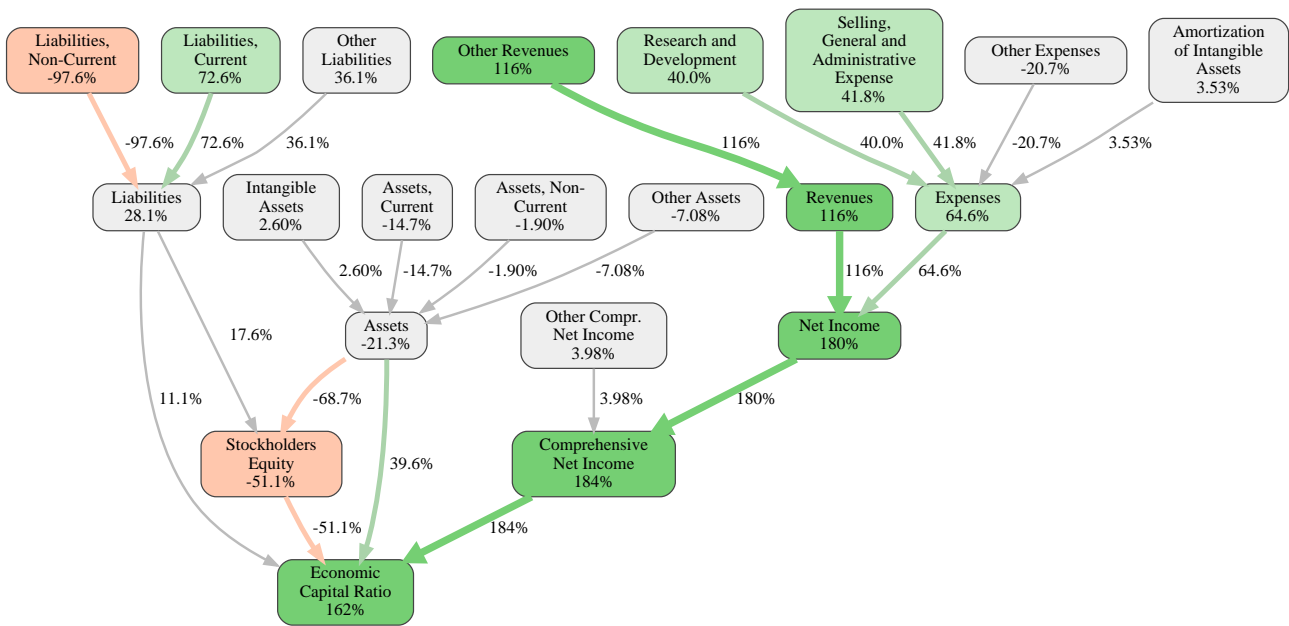 Liabilities,
Non-Current
-97.6%
Liabilities,
Current
72.6%
Other
Liabilities
36.1%
Other Revenues
116%
Research and
Development
40.0%
Selling,
General and
Administrative
Expense
41.8%
Other Expenses
-20.7%
Amortization
of Intangible
Assets
3.53%
-97.6%
72.6%
36.1%
116%
40.0%
41.8%
-20.7%
3.53%
Liabilities
28.1%
Intangible
Assets
2.60%
Assets,
Current
-14.7%
Assets, Non-
Current
-1.90%
Other Assets
-7.08%
Revenues
116%
Expenses
64.6%
2.60%
-14.7%
-1.90%
-7.08%
116%
64.6%
17.6%
Assets
-21.3%
Other Compr.
Net Income
3.98%
Net Income
180%
11.1%
-68.7%
3.98%
180%
Stockholders
Equity
-51.1%
39.6%
Comprehensive
Net Income
184%
-51.1%
184%
Economic
Capital Ratio
162%